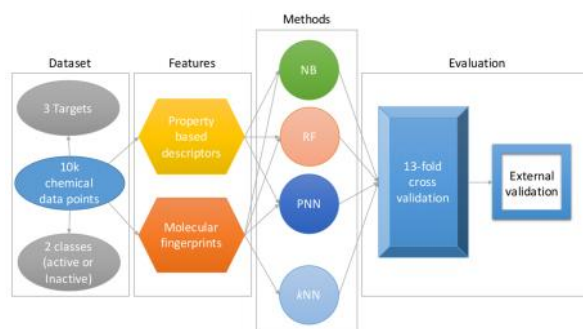 Methods
Dataset
Features
Evaluation
3 Targets
10k
chemical
data points
2 classes
(active or
Inactive)
Property
based
descriptors
Molecular
fingerprints
NB
RF
PNN
kNN
13-fold
cross
validation
External
validation